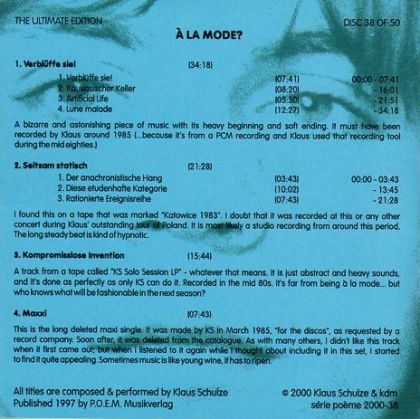 THE ULTIMATE EDITION DISC 38 OF 50
À LA MODE?
1. Verblüffe sie! (34:18)
1. Verblüffe sie! (07:41) 00:00 - 07:41
2. Kaukasischer Keller (08:20) - 16:01
3. Artificial Life (05:50) - 21:51
4. Lune malade (12:27) - 34:18
A bizarre and astonishing piece of music with its heavy beginning and soft ending. It must have been
recorded by Klaus around 1985 (...because it's from a PCM recording and Klaus used that recording tool
during the mid eighties.)
2. Seltsam statisch (21:28)
1. Der anachronistische Hang (03:43) 00:00 - 03:43
2. Diese etudenhafte Kategorie (10:02) - 13:45
3. Rationierte Ereignisreihe (07:43) - 21:28
I found this on a tape that was marked "Katowice 1983". I doubt that it was recorded at this or any other
concert during Klaus' outstanding tour of Poland. It is most likely a studio recording from around this period.
The long steady beat is kind of hypnotic.
3. Kompromisslose Invention (15:44)
A track from a tape called "KS Solo Session LP" - whatever that means. It is just abstract and heavy sounds,
and it's done as perfectly as only KS can do it. Recorded in the mid 80s. It's far from being à la mode... but
who knows what will be fashionable in the next season?
4. Maxxi (07:43)
This is the long deleted maxi single. It was made by KS in March 1985, "for the discos", as requested by a
record company. Soon after, it was deleted from the catalogue. As with many others, I didn't like this track
when it first came out, but when I listened to it again while I thought about including it in this set, I started
to find it quite appealing. Sometimes music is like young wine, it has to ripen.
All titles are composed & performed by Klaus Schulze © 2000 Klaus Schulze & kdm
Published 1997 by P.O.E.M. Musikverlag série poème 2000-38